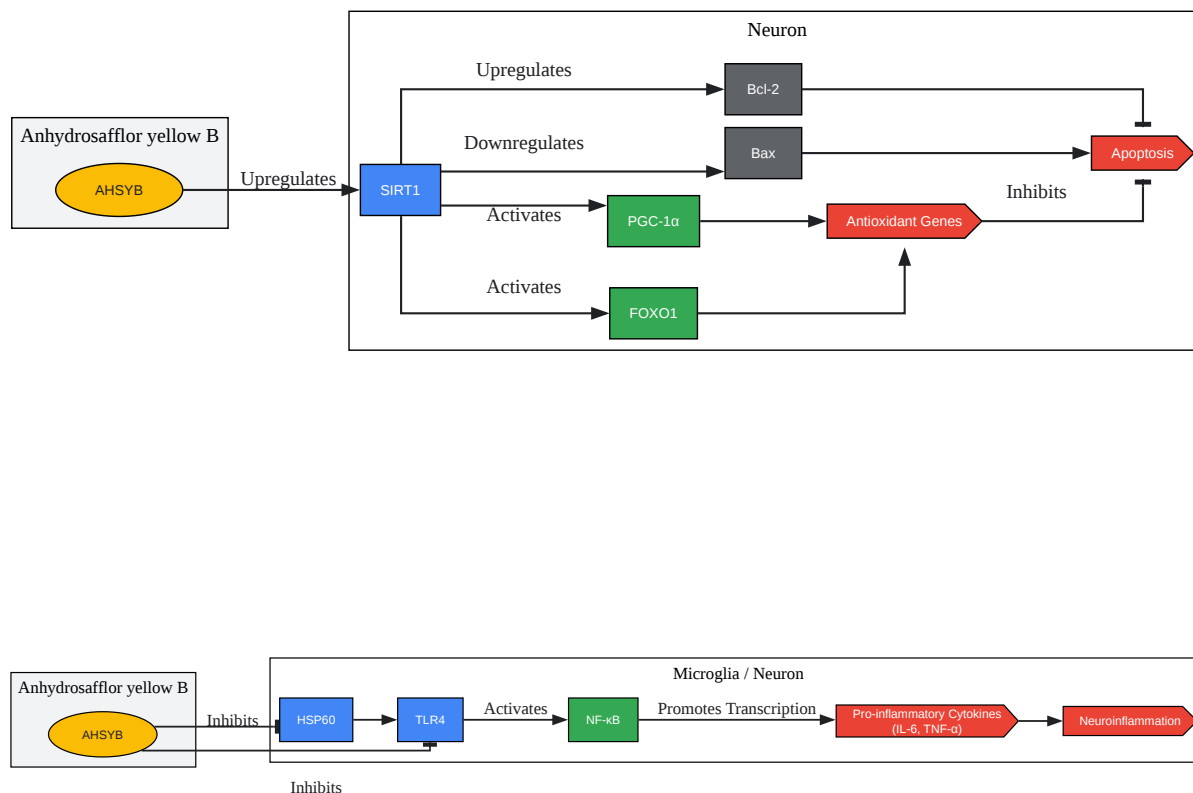 Neuron
Upregulates
Bcl-2
Anhydrosafflor yellow B
Downregulates
Bax
Apoptosis
AHSYB
Upregulates
SIRT1
Inhibits
Activates
PGC-1α
Antioxidant Genes
Activates
FOXO1
Microglia / Neuron
Anhydrosafflor yellow B
AHSYB
Inhibits
HSP60
TLR4
Activates
NF-κB
Promotes Transcription
Pro-inflammatory Cytokines
(IL-6, TNF-α)
Neuroinflammation
Inhibits